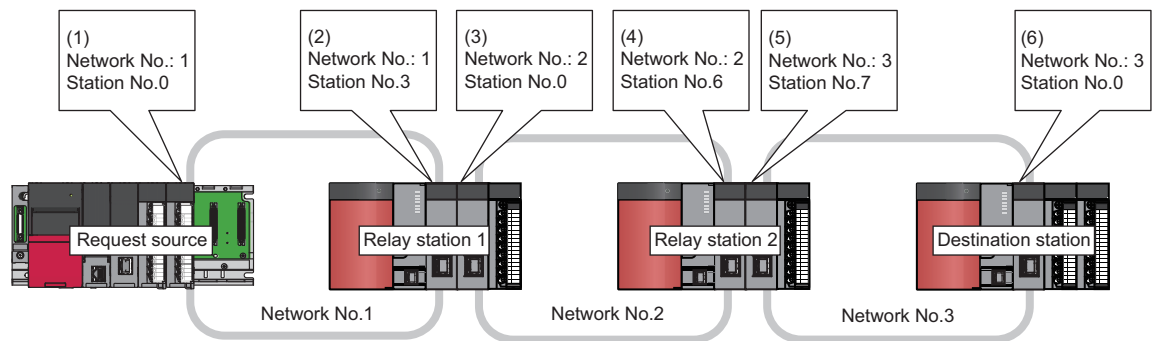 (1)
Network No.: 1
Station No.0
(2)
Network No.: 1
Station No.3
(3)
Network No.: 2
Station No.0
(4)
Network No.: 2
Station No.6
(5)
Network No.: 3
Station No.7
(6)
Network No.: 3
Station No.0
Request source
Relay station 1
Relay station 2
Destination station
Network No.1
Network No.2
Network No.3